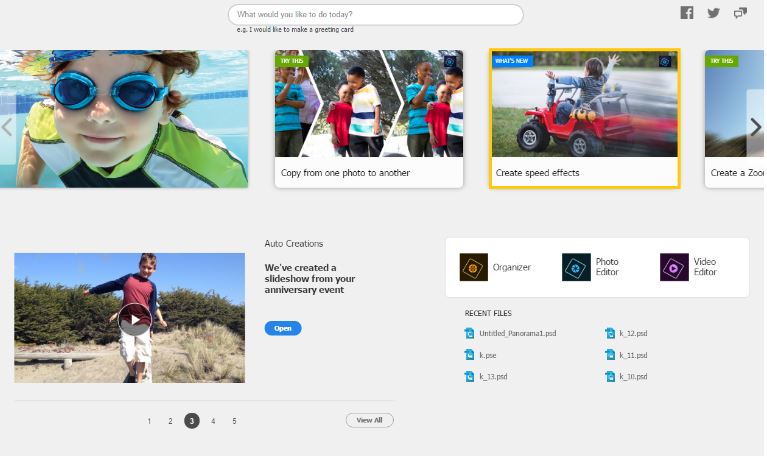 What would you like to do today?
e.g. I would like to make a greeting card
TRY THIS
Copy from one photo to another
WHAT'S NEW
Create speed effects
TRY THIS
Create a Zoo
Auto Creations
We've created a
slideshow from your
anniversary event
Open
1 2 3 4 5
View All
Organizer
Photo
Editor
Video
Editor
RECENT FILES
Untitled_Panorama1.psd
k_12.psd
k.pse
k_11.psd
k_13.psd
k_10.psd